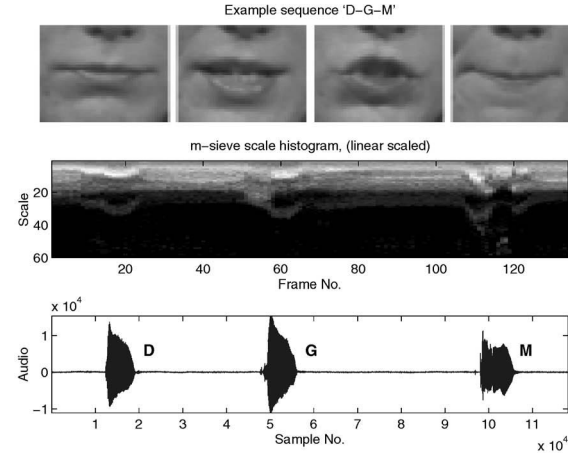 Example sequence 'D-G-M'
m-sieve scale histogram, (linear scaled)
Scale
20
40
60
20 40 60 80 100 120
Frame No.
x 10^4
Audio
1
0
-1
D G M
1 2 3 4 5 6 7 8 9 10 11
Sample No.
x 10^4